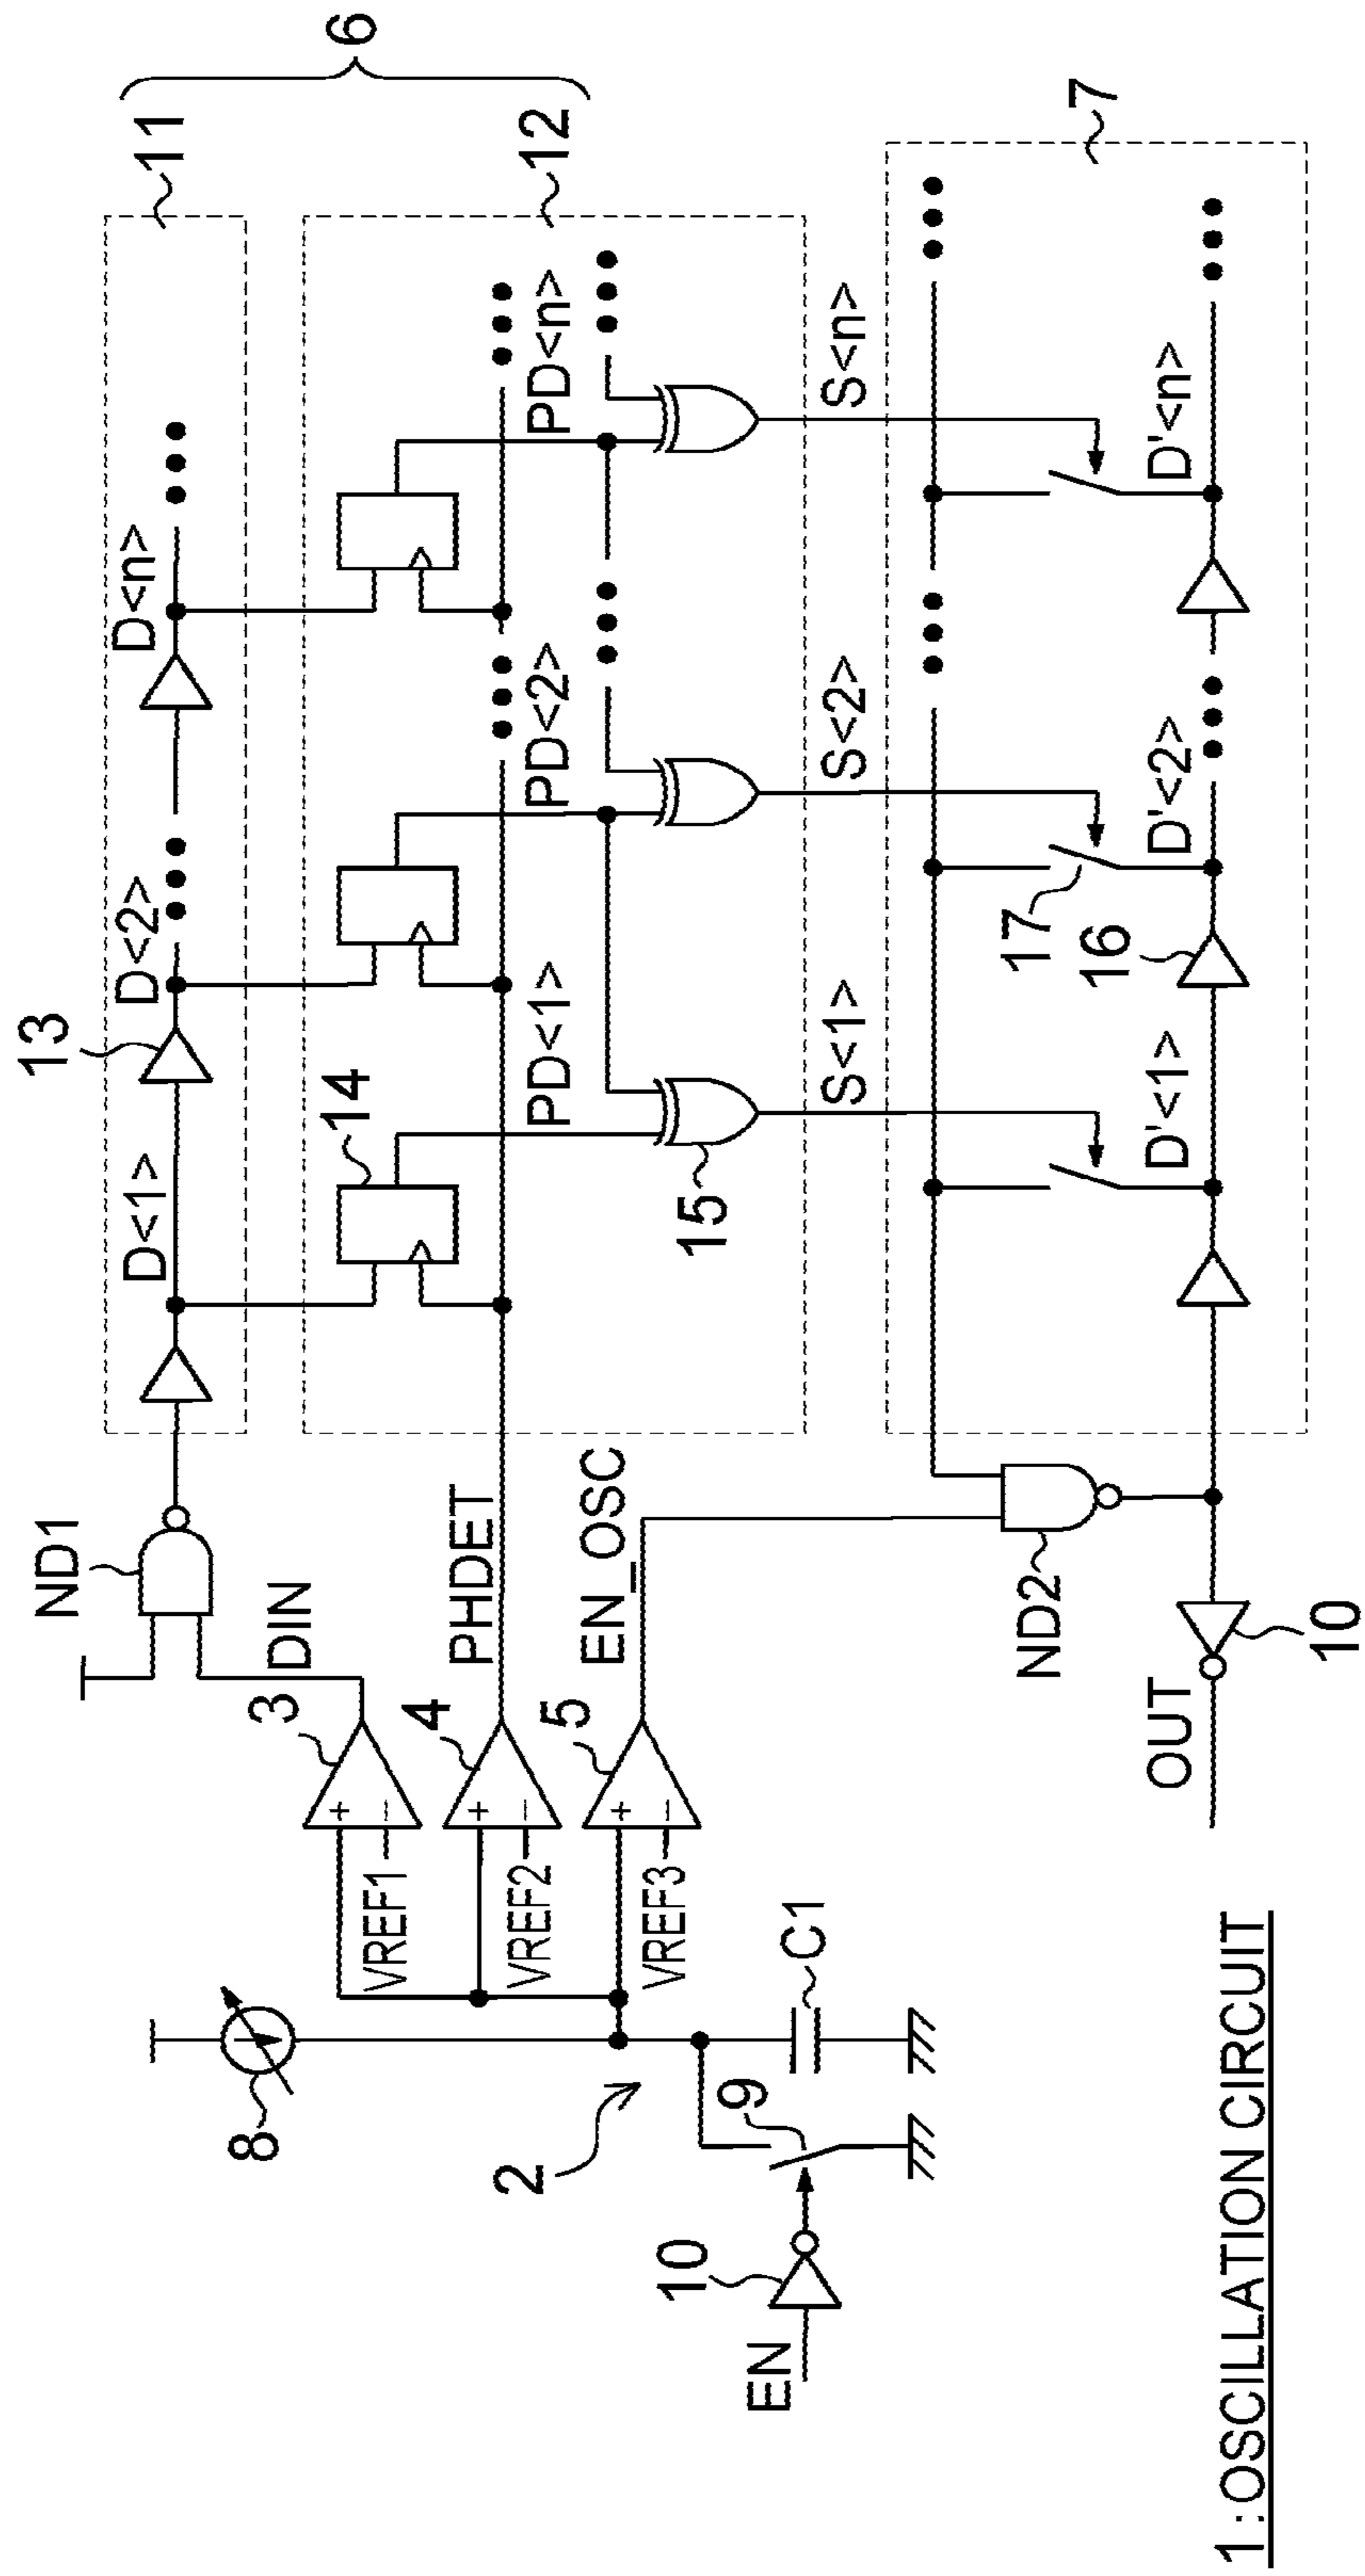 6
11
12
7
D<1>
D<2>
D<n>
13
14
ND1
DIN
3
VREF1
PHDET
4
VREF2
PD<1>
PD<2>
PD<n>
15
EN_OSC
5
VREF3
S<1>
S<2>
S<n>
8
2
9
C1
10
EN
ND2
17
16
D'<1>
D'<2>
D'<n>
OUT
10
1 : OSCILLATION CIRCUIT